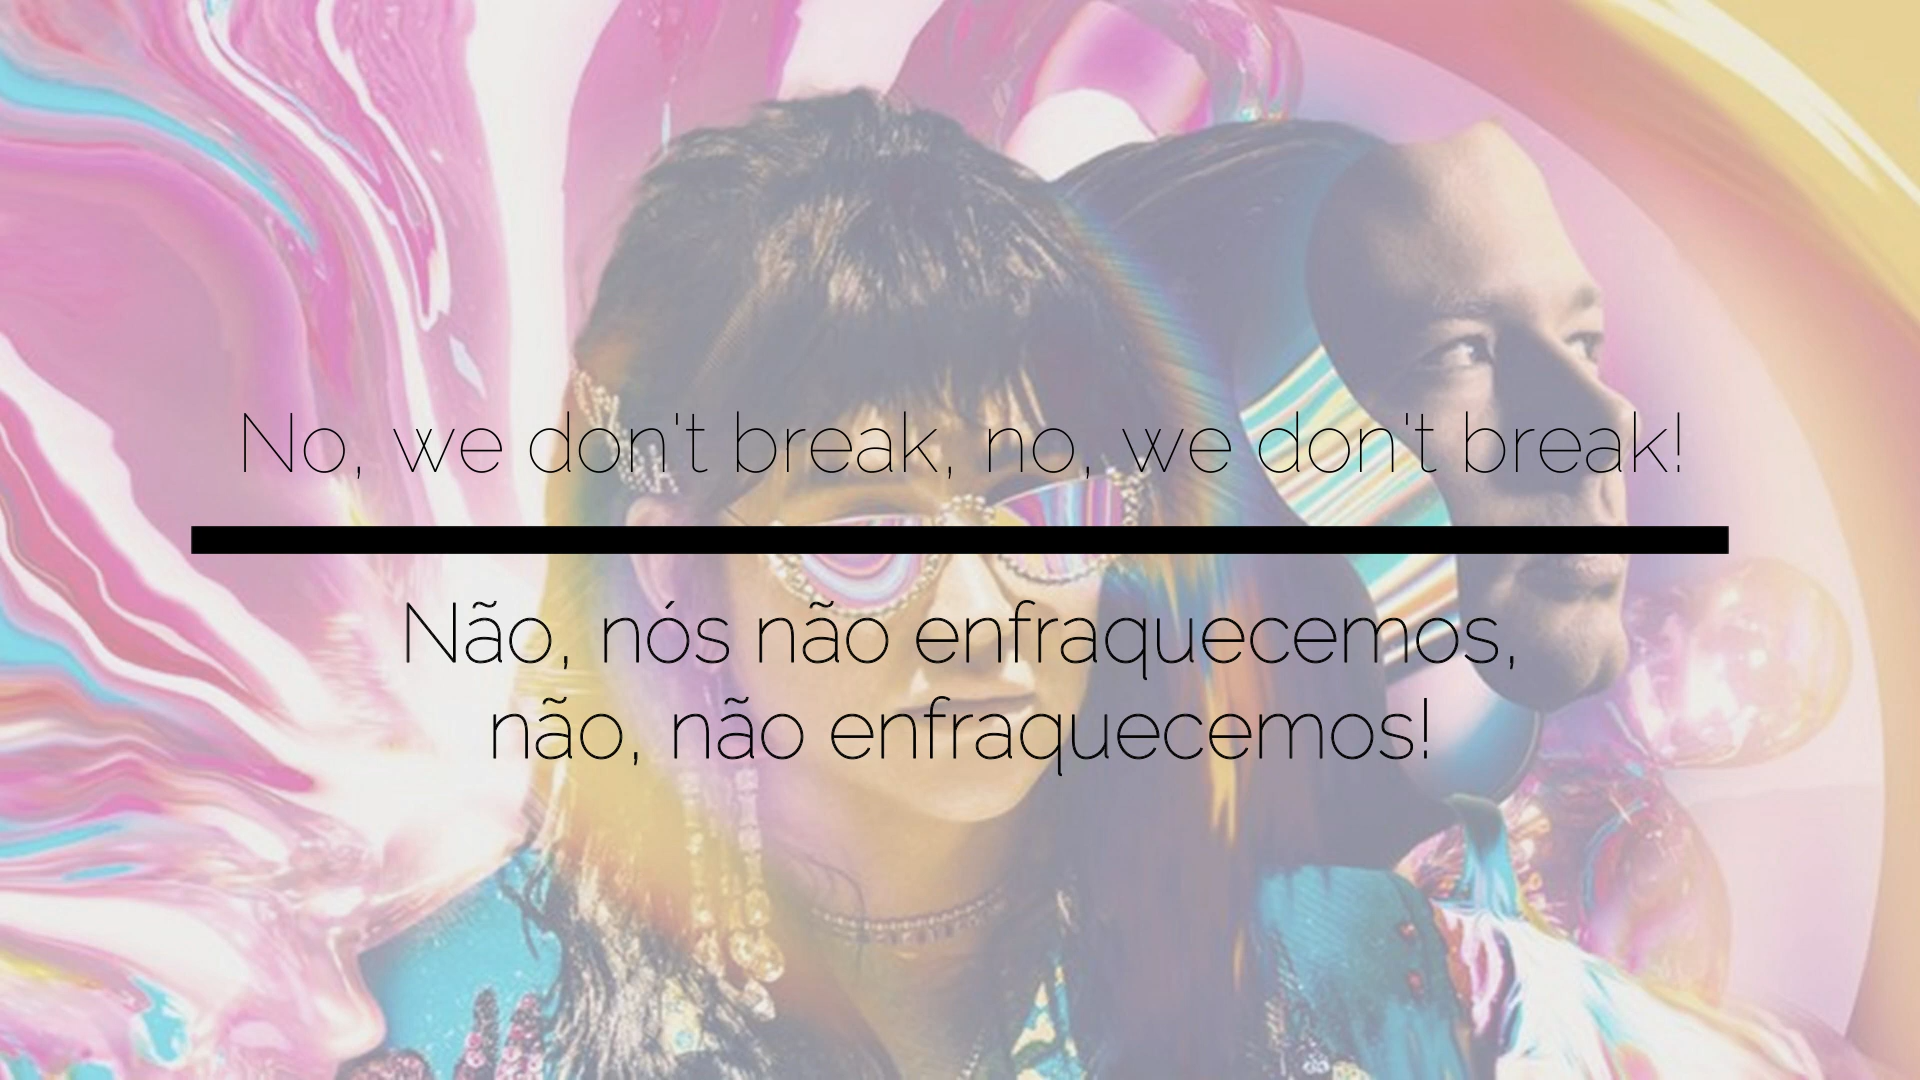 No, we don't break, no, we don't break!
Não, nós não enfraquecemos,
não, não enfraquecemos!